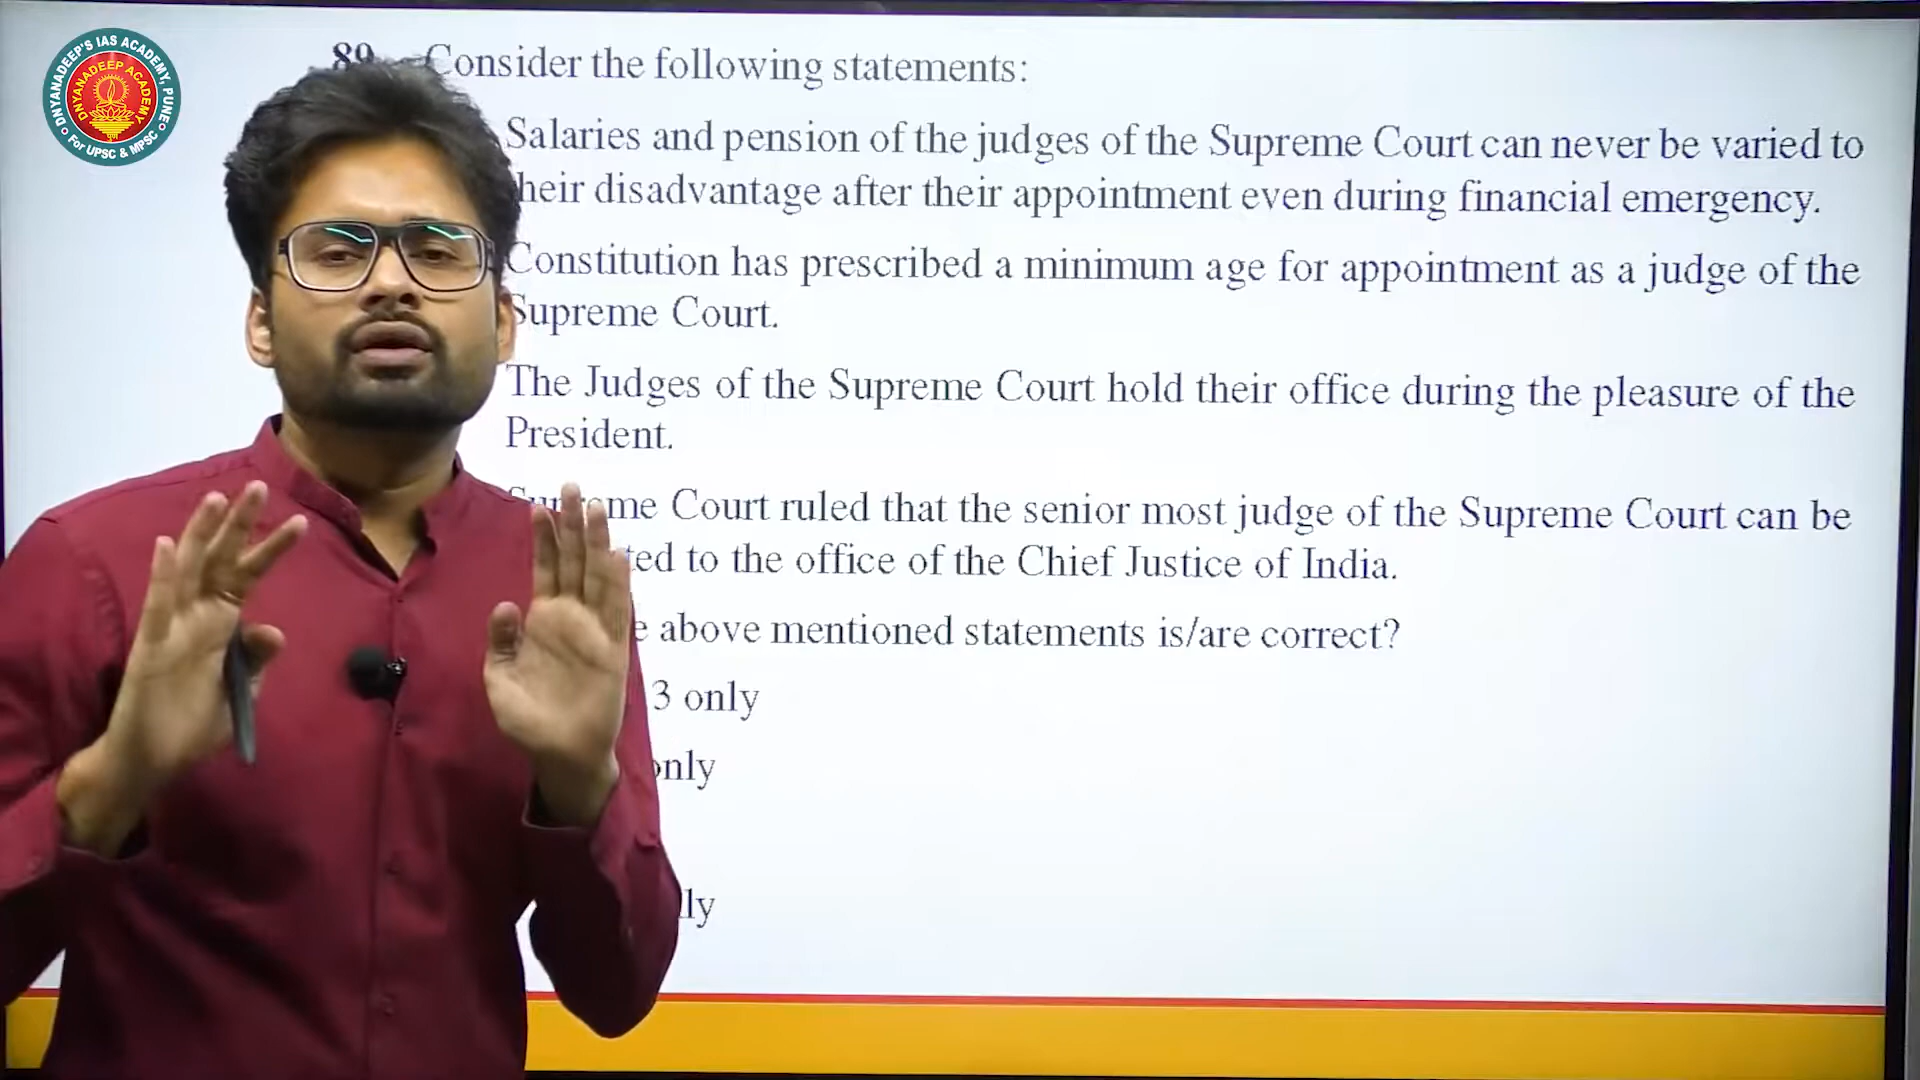 DNYANADEEP'S IAS ACADEMY, PUNE
DNYANADEEP ACADEMY
For UPSC & MPSC
89. Consider the following statements:
Salaries and pension of the judges of the Supreme Court can never be varied to
heir disadvantage after their appointment even during financial emergency.
Constitution has prescribed a minimum age for appointment as a judge of the
Supreme Court.
The Judges of the Supreme Court hold their office during the pleasure of the
President.
Supreme Court ruled that the senior most judge of the Supreme Court can be
ted to the office of the Chief Justice of India.
e above mentioned statements is/are correct?
3 only
only
ly